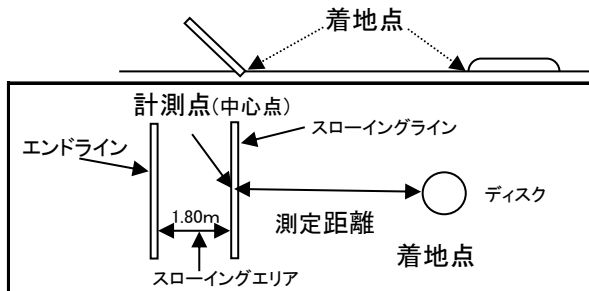 着地点
計測点(中心点)
スローイングライン
エンドライン
ディスク
1.80m
測定距離
着地点
スローイングエリア